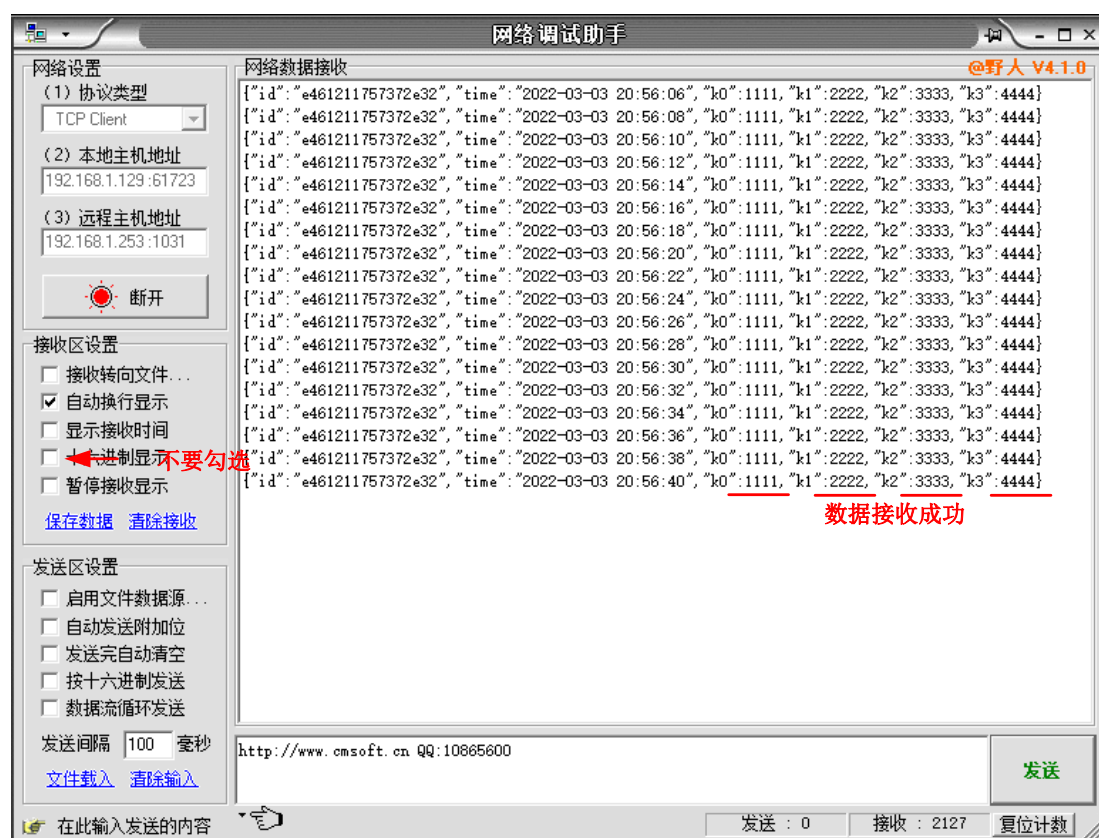 网络调试助手
网络设置
(1) 协议类型
TCP Client
(2) 本地主机地址
192.168.1.129 :61723
(3) 远程主机地址
192.168.1.253 :1031
断开
接收区设置
接收转向文件...
自动换行显示
显示接收时间
进制显示
不要勾选
暂停接收显示
保存数据 清除接收
发送区设置
启用文件数据源...
自动发送附加位
发送完自动清空
按十六进制发送
数据流循环发送
发送间隔 100 毫秒
文件载入 清除输入
网络数据接收
@野人 V4.1.0
{"id":"e461211757372e32", "time":"2022-03-03 20:56:06", "k0":1111, "k1":2222, "k2":3333, "k3":4444}
{"id":"e461211757372e32", "time":"2022-03-03 20:56:08", "k0":1111, "k1":2222, "k2":3333, "k3":4444}
{"id":"e461211757372e32", "time":"2022-03-03 20:56:10", "k0":1111, "k1":2222, "k2":3333, "k3":4444}
{"id":"e461211757372e32", "time":"2022-03-03 20:56:12", "k0":1111, "k1":2222, "k2":3333, "k3":4444}
{"id":"e461211757372e32", "time":"2022-03-03 20:56:14", "k0":1111, "k1":2222, "k2":3333, "k3":4444}
{"id":"e461211757372e32", "time":"2022-03-03 20:56:16", "k0":1111, "k1":2222, "k2":3333, "k3":4444}
{"id":"e461211757372e32", "time":"2022-03-03 20:56:18", "k0":1111, "k1":2222, "k2":3333, "k3":4444}
{"id":"e461211757372e32", "time":"2022-03-03 20:56:20", "k0":1111, "k1":2222, "k2":3333, "k3":4444}
{"id":"e461211757372e32", "time":"2022-03-03 20:56:22", "k0":1111, "k1":2222, "k2":3333, "k3":4444}
{"id":"e461211757372e32", "time":"2022-03-03 20:56:24", "k0":1111, "k1":2222, "k2":3333, "k3":4444}
{"id":"e461211757372e32", "time":"2022-03-03 20:56:26", "k0":1111, "k1":2222, "k2":3333, "k3":4444}
{"id":"e461211757372e32", "time":"2022-03-03 20:56:28", "k0":1111, "k1":2222, "k2":3333, "k3":4444}
{"id":"e461211757372e32", "time":"2022-03-03 20:56:30", "k0":1111, "k1":2222, "k2":3333, "k3":4444}
{"id":"e461211757372e32", "time":"2022-03-03 20:56:32", "k0":1111, "k1":2222, "k2":3333, "k3":4444}
{"id":"e461211757372e32", "time":"2022-03-03 20:56:34", "k0":1111, "k1":2222, "k2":3333, "k3":4444}
{"id":"e461211757372e32", "time":"2022-03-03 20:56:36", "k0":1111, "k1":2222, "k2":3333, "k3":4444}
{"id":"e461211757372e32", "time":"2022-03-03 20:56:38", "k0":1111, "k1":2222, "k2":3333, "k3":4444}
{"id":"e461211757372e32", "time":"2022-03-03 20:56:40", "k0":1111, "k1":2222, "k2":3333, "k3":4444}
数据接收成功
http://www.cmsoft.cn QQ:10865600
发送
在此输入发送的内容
发送 : 0
接收 : 2127
复位计数